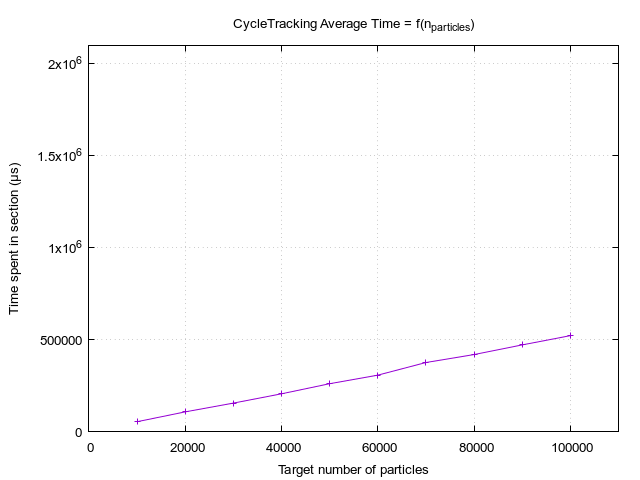 CycleTracking Average Time = f(nparticles)
2x10^6
1.5x10^6
1x10^6
500000
0
Time spent in section (µs)
0 20000 40000 60000 80000 100000
Target number of particles